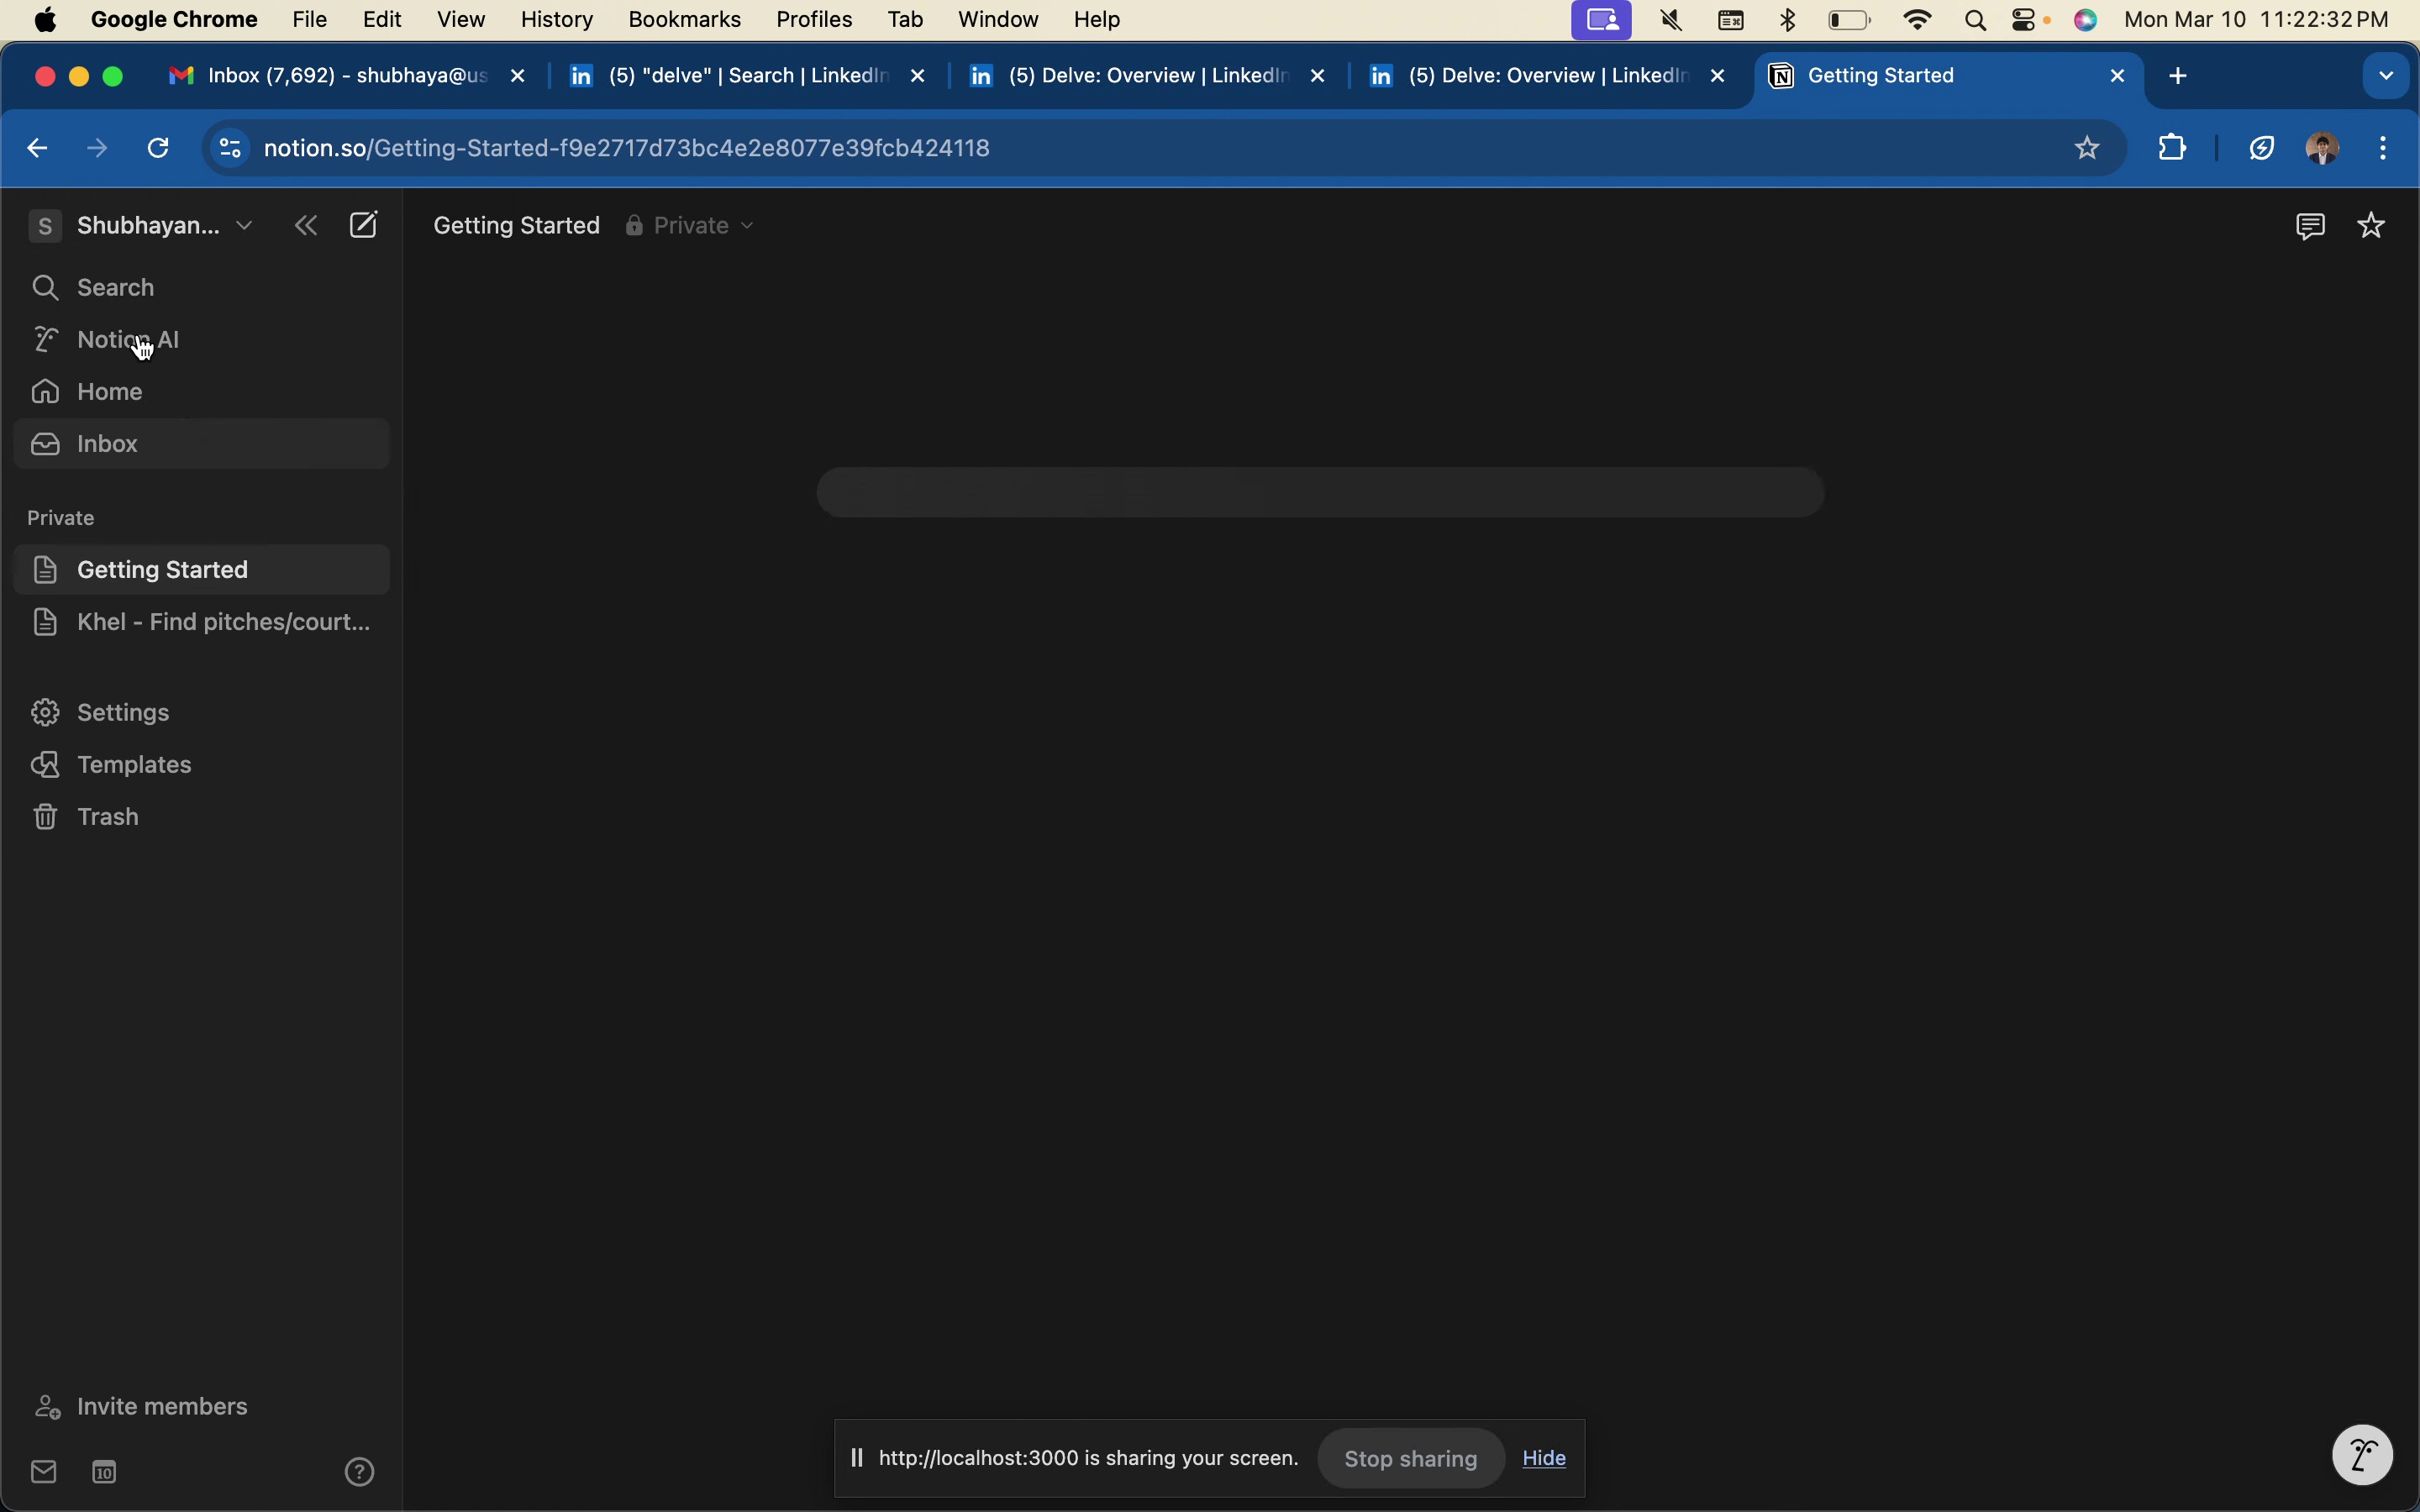 Google Chrome File Edit View History Bookmarks Profiles Tab Window Help Mon Mar 10 11:22:32 PM
Inbox (7,692) - shubhaya@us (5) "delve" | Search | LinkedIn (5) Delve: Overview | LinkedIn (5) Delve: Overview | LinkedIn Getting Started
notion.so/Getting-Started-f9e2717d73bc4e2e8077e39fcb424118
S Shubhayan... Getting Started Private
Search
Notion AI
Home
Inbox
Private
Getting Started
Khel - Find pitches/court...
Settings
Templates
Trash
Invite members
10
http://localhost:3000 is sharing your screen. Stop sharing Hide